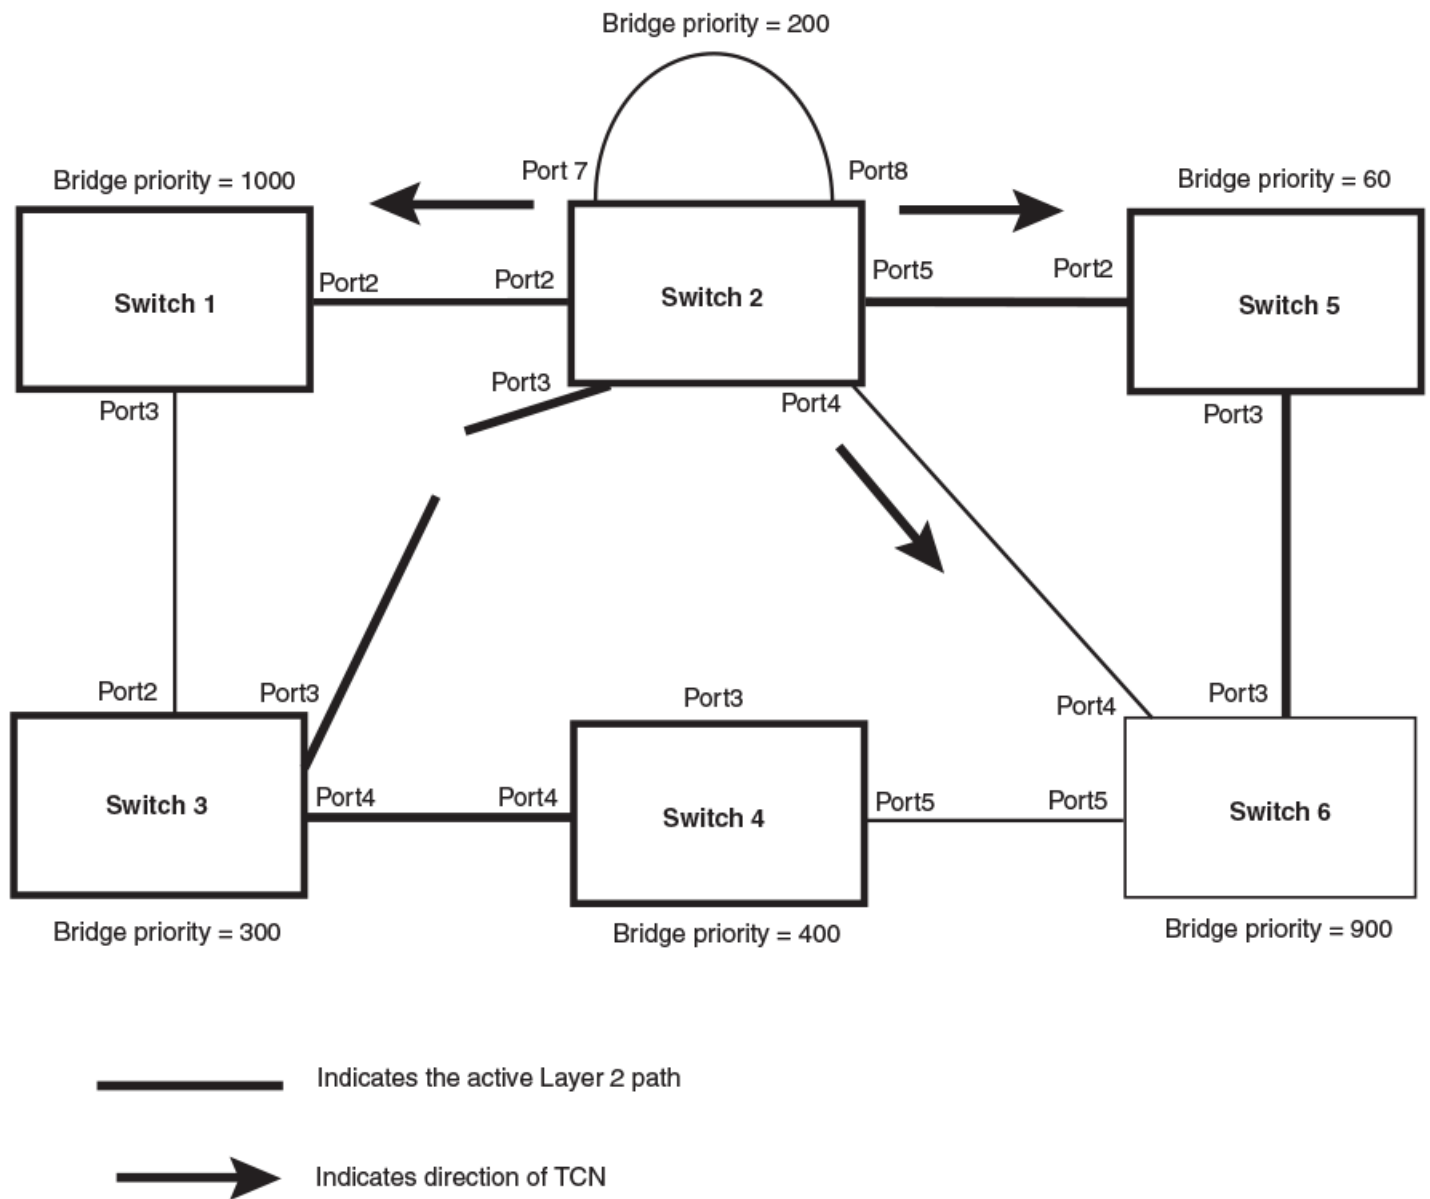 Bridge priority = 200
Port 7
Port8
Bridge priority = 1000
Bridge priority = 60
Port2
Port2
Port5
Port2
Switch 1
Switch 2
Switch 5
Port3
Port3
Port4
Port3
Port2
Port3
Port3
Port4
Port3
Port4
Port4
Port5
Port5
Switch 3
Switch 4
Switch 6
Bridge priority = 300
Bridge priority = 400
Bridge priority = 900
Indicates the active Layer 2 path
Indicates direction of TCN